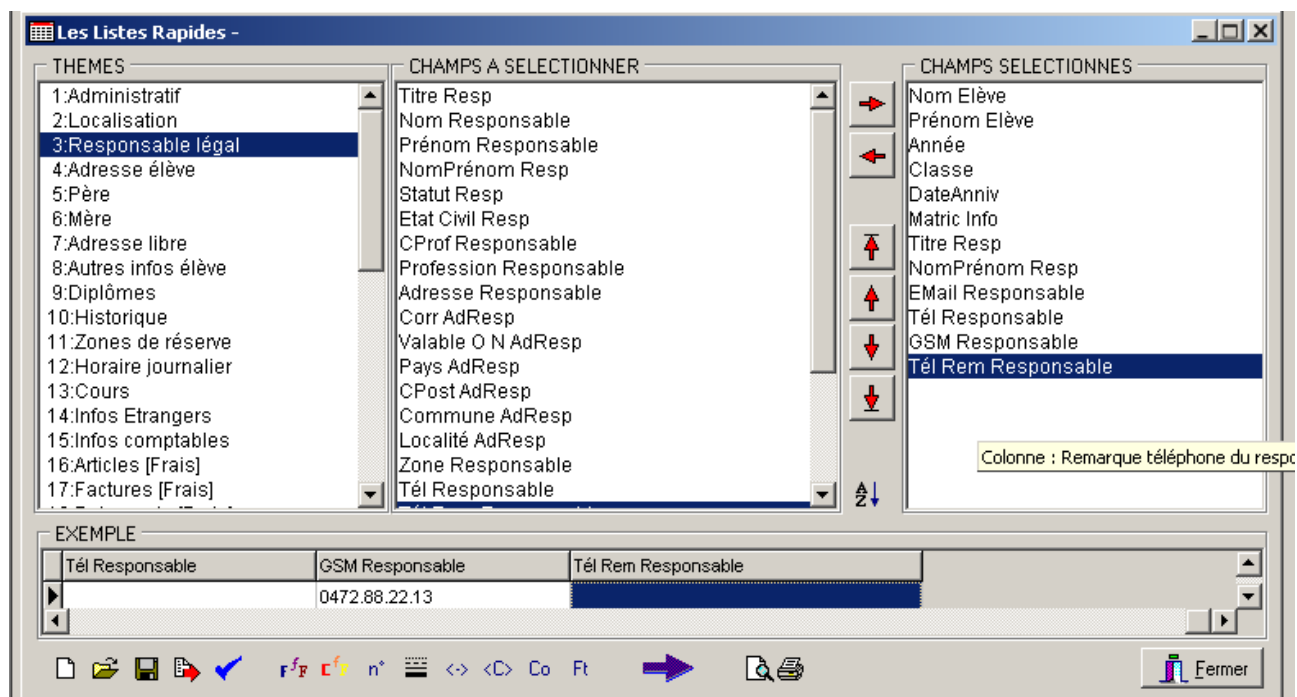 Les Listes Rapides -
THEMES
1:Administratif
2:Localisation
3:Responsable légal
4:Adresse élève
5:Père
6:Mère
7:Adresse libre
8:Autres infos élève
9:Diplômes
10:Historique
11:Zones de réserve
12:Horaire journalier
13:Cours
14:Infos Etrangers
15:Infos comptables
16:Articles [Frais]
17:Factures [Frais]
CHAMPS A SELECTIONNER
Titre Resp
Nom Responsable
Prénom Responsable
NomPrénom Resp
Statut Resp
Etat Civil Resp
CProf Responsable
Profession Responsable
Adresse Responsable
Corr AdResp
Valable O N AdResp
Pays AdResp
CPost AdResp
Commune AdResp
Localité AdResp
Zone Responsable
Tél Responsable
A
Z
CHAMPS SELECTIONNES
Nom Elève
Prénom Elève
Année
Classe
DateAnniv
Matric Info
Titre Resp
NomPrénom Resp
EMail Responsable
Tél Responsable
GSM Responsable
Tél Rem Responsable
Colonne : Remarque téléphone du respo
EXEMPLE
Tél Responsable GSM Responsable Tél Rem Responsable
0472.88.22.13
FfF n° <-> <C> Co Ft Fermer